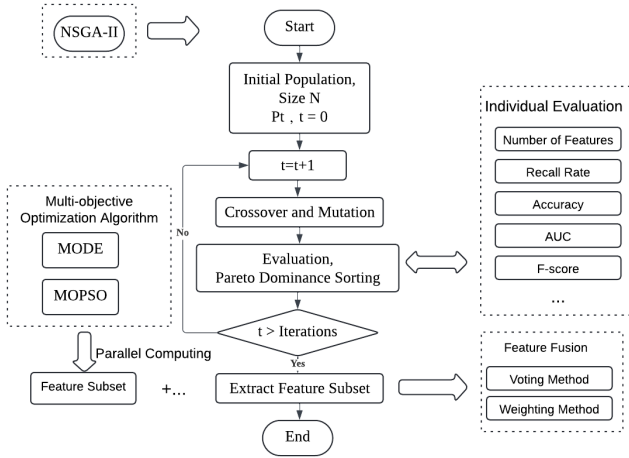 NSGA-II
Start
Initial Population,
Size N
Pt , t = 0
t=t+1
Crossover and Mutation
Evaluation,
Pareto Dominance Sorting
t > Iterations
No
Yes
Extract Feature Subset
End
Individual Evaluation
Number of Features
Recall Rate
Accuracy
AUC
F-score
...
Multi-objective
Optimization Algorithm
MODE
MOPSO
Parallel Computing
Feature Subset
+...
Feature Fusion
Voting Method
Weighting Method